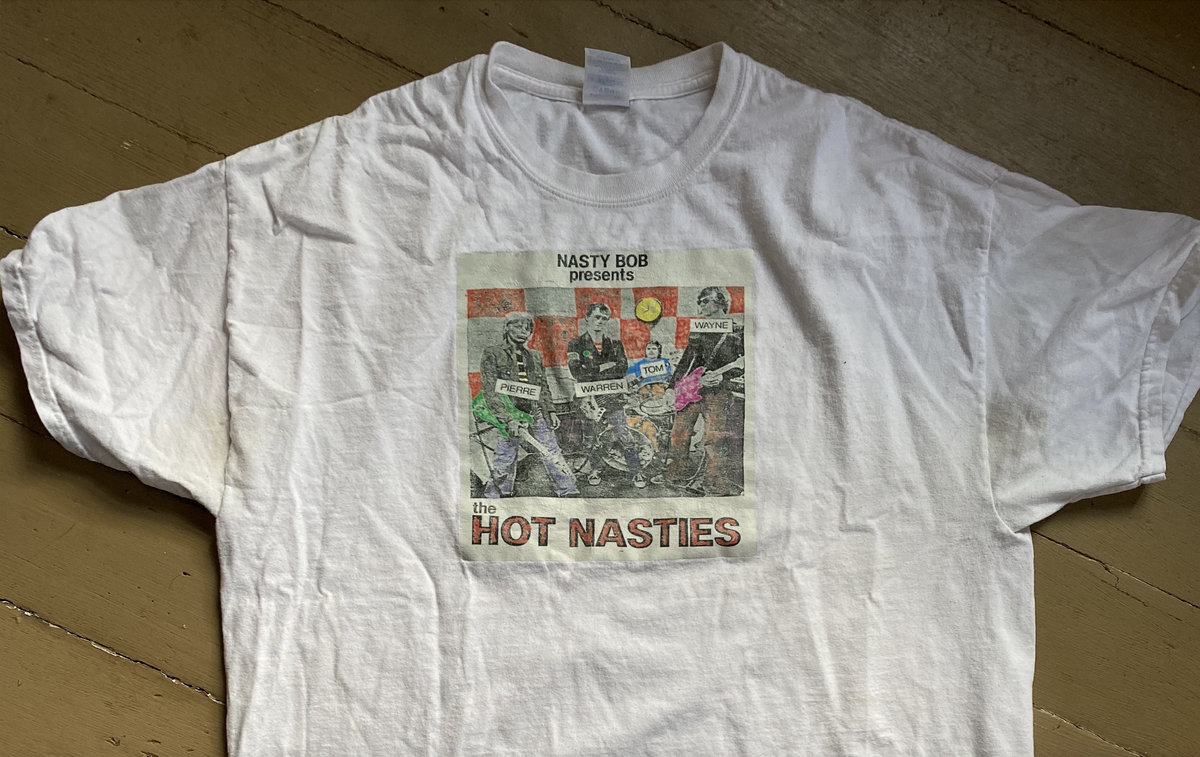 NASTY BOB
presents
WAYNE
TOM
PIERRE
WARREN
the
HOT NASTIES